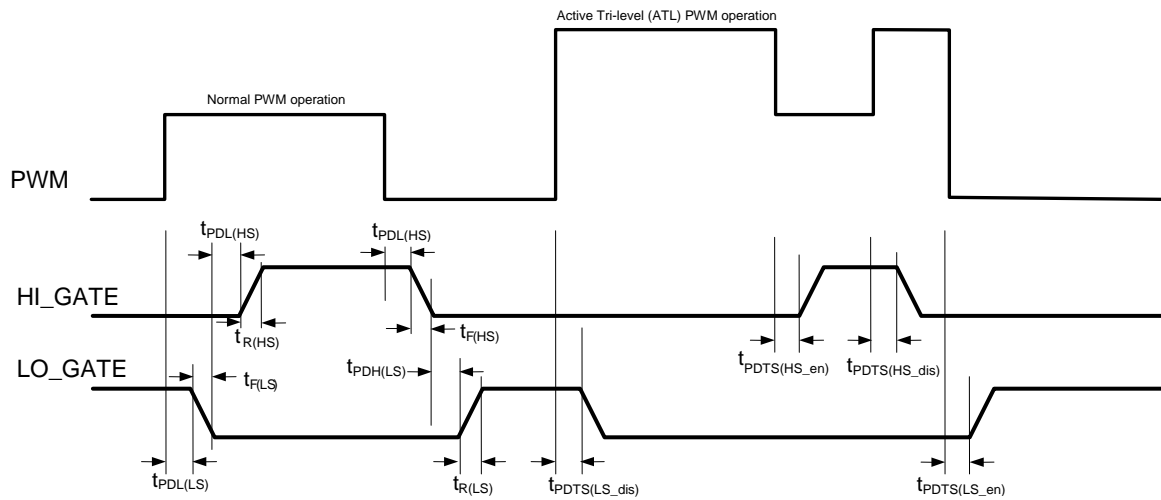 Active Tri-level (ATL) PWM operation
Normal PWM operation
PWM
tPDL(HS)
tPDL(HS)
HI_GATE
tR(HS)
tF(HS)
tPDTS(HS_en)
tPDTS(HS_dis)
tPDH(LS)
LO_GATE
tF(LS)
tPDL(LS)
tR(LS)
tPDTS(LS_dis)
tPDTS(LS_en)